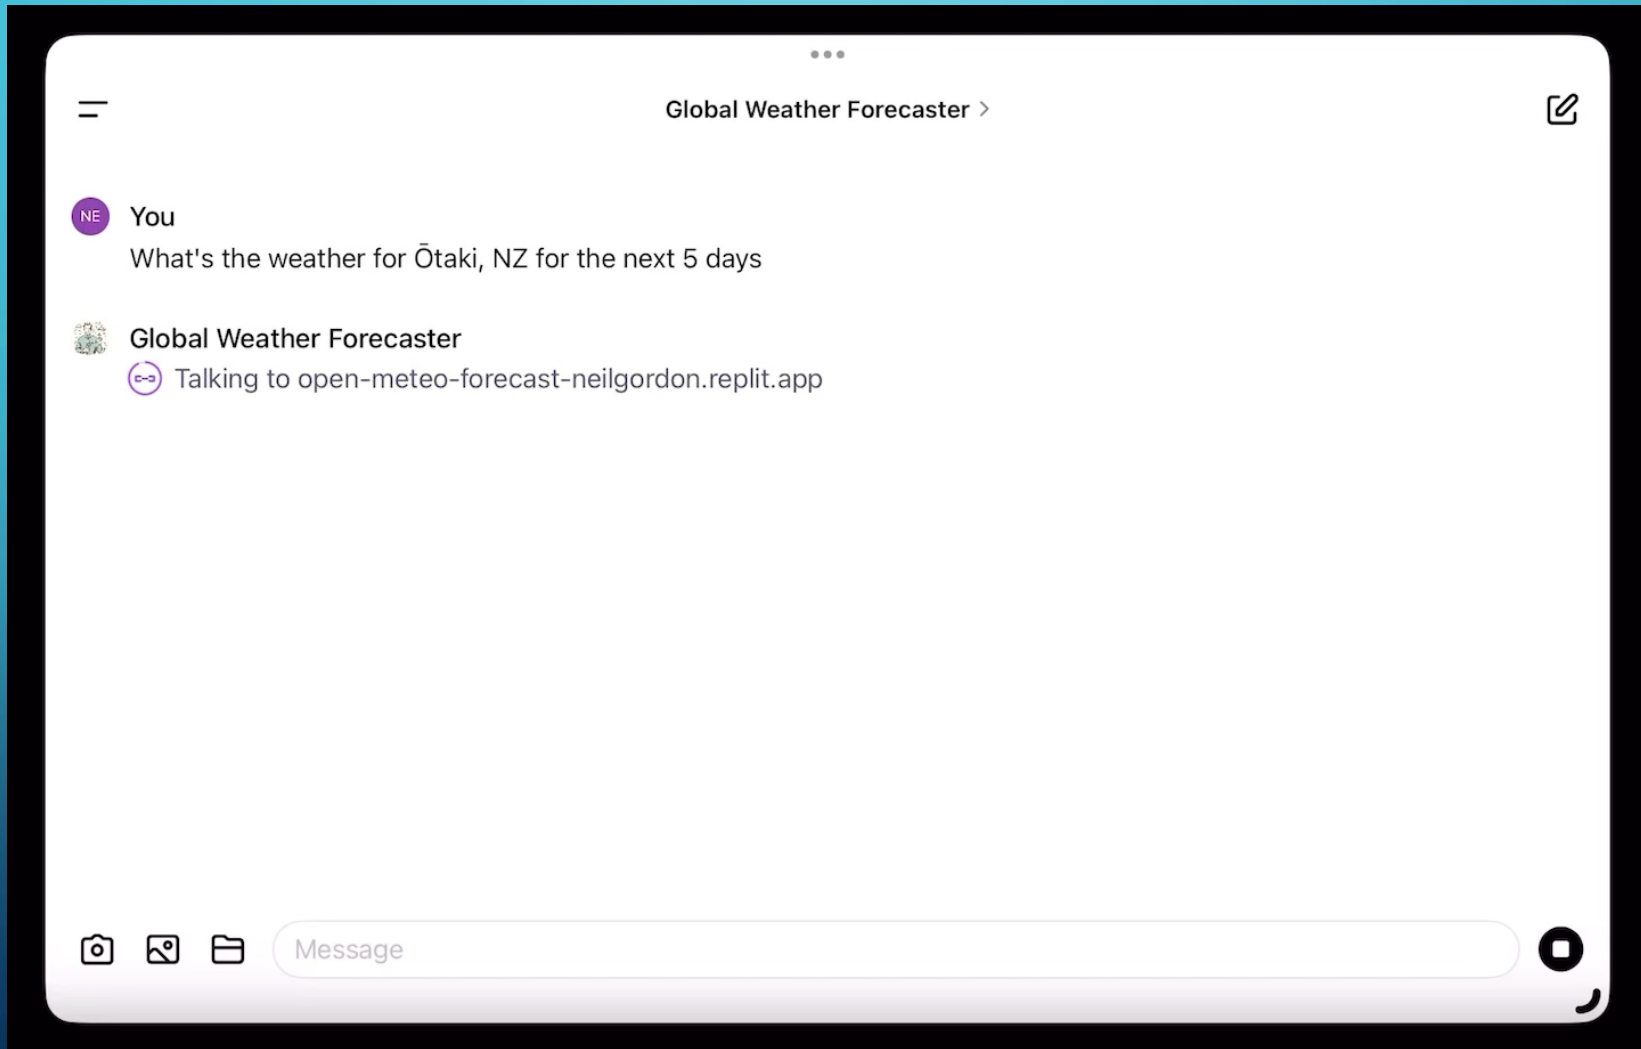 Global Weather Forecaster
NE
You
What's the weather for Ōtaki, NZ for the next 5 days
Global Weather Forecaster
Talking to open-meteo-forecast-neilgordon.replit.app
Message